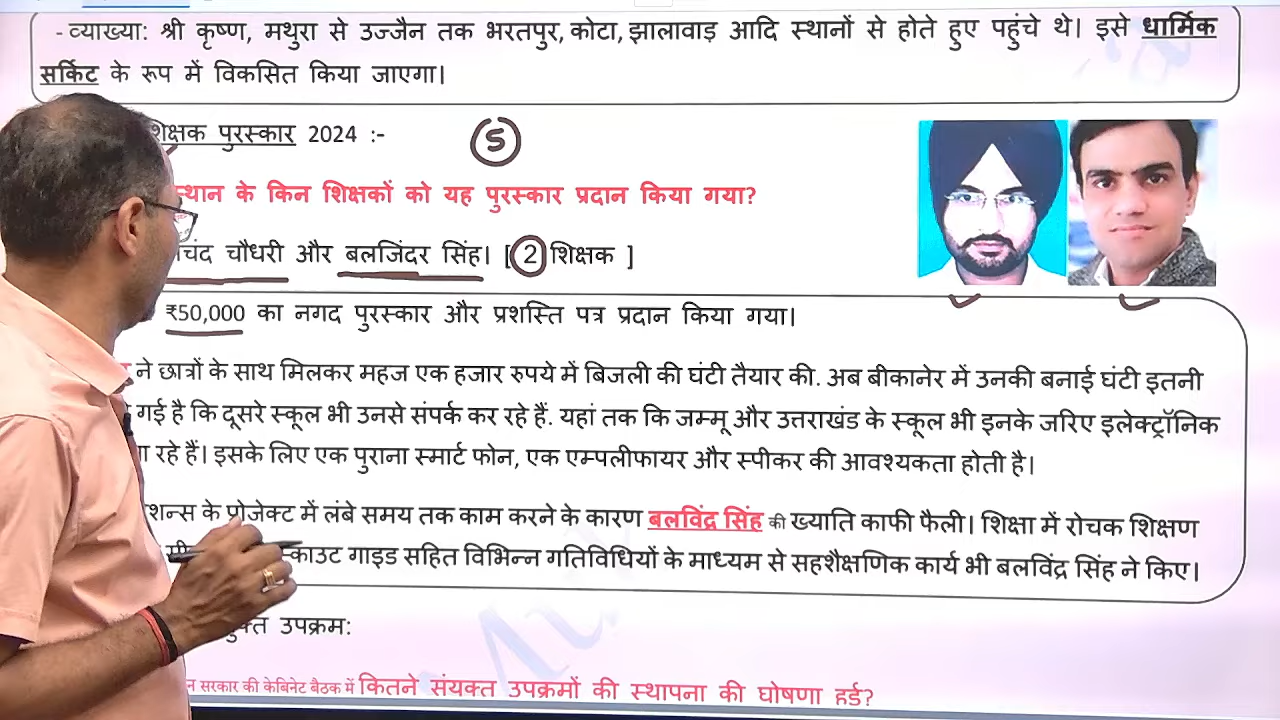 -व्याख्या: श्री कृष्ण, मथुरा से उज्जैन तक भरतपुर, कोटा, झालावाड़ आदि स्थानों से होते हुए पहुंचे थे। इसे धार्मिक
सर्किट के रूप में विकसित किया जाएगा।
शिक्षक पुरस्कार 2024 :-
5
स्थान के किन शिक्षकों को यह पुरस्कार प्रदान किया गया?
चंद चौधरी और बलजिंदर सिंह। [ 2 शिक्षक ]
₹50,000 का नगद पुरस्कार और प्रशस्ति पत्र प्रदान किया गया।
ने छात्रों के साथ मिलकर महज एक हजार रुपये में बिजली की घंटी तैयार की. अब बीकानेर में उनकी बनाई घंटी इतनी
गई है कि दूसरे स्कूल भी उनसे संपर्क कर रहे हैं. यहां तक कि जम्मू और उत्तराखंड के स्कूल भी इनके जरिए इलेक्ट्रॉनिक
रहे हैं। इसके लिए एक पुराना स्मार्ट फोन, एक एम्पलीफायर और स्पीकर की आवश्यकता होती है।
शन्स के प्रोजेक्ट में लंबे समय तक काम करने के कारण बलविंद्र सिंह की ख्याति काफी फैली। शिक्षा में रोचक शिक्षण
स्काउट गाइड सहित विभिन्न गतिविधियों के माध्यम से सहशैक्षणिक कार्य भी बलविंद्र सिंह ने किए।
उपक्रम:
न सरकार की केबिनेट बैठक में कितने संयक्त उपक्रमों की स्थापना की घोषणा हुई?